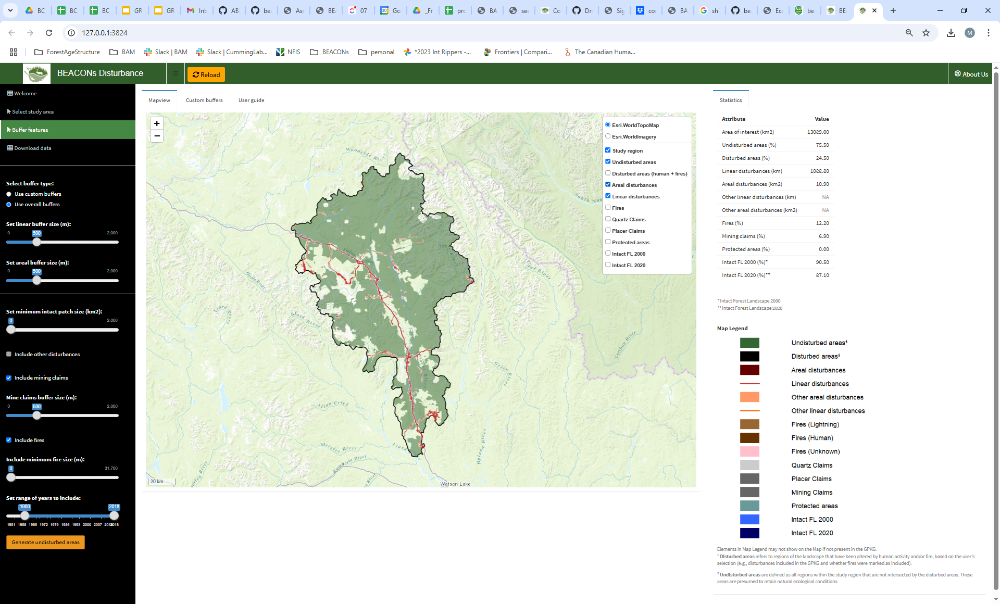 BC
BC
BC
GR
GR
Inb
AB
be
Ass
BEA
07
Go
_Fr
pro
BA
see
Co
Dro
Sig
co
BA
shi
be
Ecc
be
BE
127.0.0.1:3824
M
ForestAgeStructure
BAM
Slack | BAM
Slack | CummingLab...
NFIS
BEACONs
personal
*2023 Int Rippers -...
Frontiers | Compari...
The Canadian Huma...
BEACONs Disturbance
Reload
About Us
Welcome
Select study area
Buffer features
Download data
Select buffer type:
Use custom buffers
Use overall buffers
Set linear buffer size (m):
0
500
2,000
Set areal buffer size (m):
0
500
2,000
Set minimum intact patch size (km2):
0
2,000
Include other disturbances
Include mining claims
Mine claims buffer size (m):
0
500
2,000
Include fires
Include minimum fire size (m):
0
31,700
Set range of years to include:
1960
2018
1951 1958 1965 1972 1979 1986 1993 2000 2007 2014 2018
Generate undisturbed areas
Mapview
Custom buffers
User guide
+
−
Esri.WorldTopoMap
Esri.WorldImagery
Study region
Undisturbed areas
Disturbed areas (human + fires)
Areal disturbances
Linear disturbances
Fires
Quartz Claims
Placer Claims
Protected areas
Intact FL 2000
Intact FL 2020
Woodside River
South Na
Hoole River
Liard River
Black River
Caribou River
Green River
Allan Creek
Meister River
Liard
Rancheria River
Hyland River
Watson Lake
20 km
Statistics
Attribute Value
Area of interest (km2) 13089.00
Undisturbed areas (%) 75.50
Disturbed areas (%) 24.50
Linear disturbances (km) 1088.80
Areal disturbances (km2) 10.90
Other linear disturbances (km) NA
Other areal disturbances (km2) NA
Fires (%) 12.20
Mining claims (%) 6.90
Protected areas (%) 0.00
Intact FL 2000 (%)* 90.50
Intact FL 2020 (%)** 87.10
* Intact Forest Landscape 2000
** Intact Forest Landscape 2020
Map Legend
Undisturbed areas¹
Disturbed areas²
Areal disturbances
Linear disturbances
Other areal disturbances
Other linear disturbances
Fires (Lightning)
Fires (Human)
Fires (Unknown)
Quartz Claims
Placer Claims
Mining Claims
Protected areas
Intact FL 2000
Intact FL 2020
Elements in Map Legend may not show on the Map if not present in the GPKG.
¹ Disturbed areas refers to regions of the landscape that have been altered by human activity and/or fire, based on the user's
selection (e.g., disturbances included in the GPKG and whether fires were marked as included).
² Undisturbed areas are defined as all regions within the study region that are not intersected by the disturbed areas. These
areas are presumed to retain natural ecological conditions.